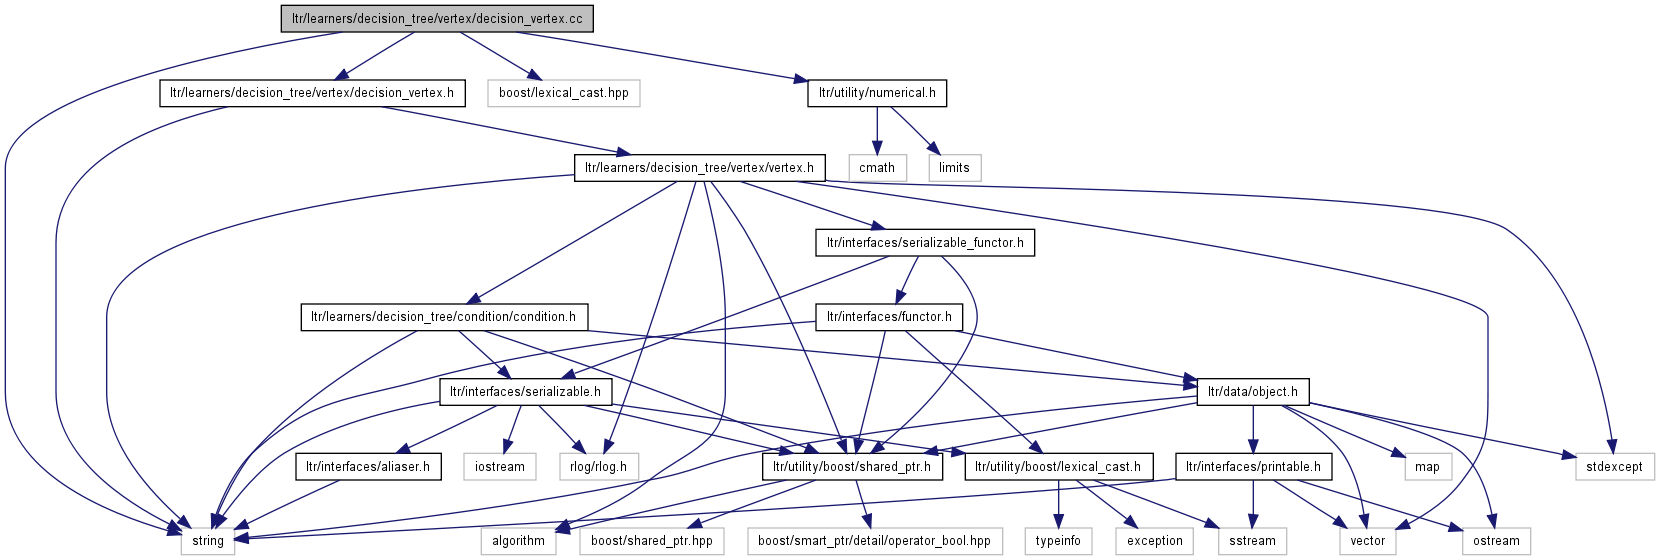 ltr/learners/decision_tree/vertex/decision_vertex.cc
ltr/learners/decision_tree/vertex/decision_vertex.h
boost/lexical_cast.hpp
ltr/utility/numerical.h
ltr/learners/decision_tree/vertex/vertex.h
cmath
limits
ltr/interfaces/serializable_functor.h
ltr/learners/decision_tree/condition/condition.h
ltr/interfaces/functor.h
ltr/interfaces/serializable.h
ltr/data/object.h
ltr/interfaces/aliaser.h
iostream
rlog/rlog.h
ltr/utility/boost/shared_ptr.h
ltr/utility/boost/lexical_cast.h
ltr/interfaces/printable.h
map
stdexcept
string
algorithm
boost/shared_ptr.hpp
boost/smart_ptr/detail/operator_bool.hpp
typeinfo
exception
sstream
vector
ostream